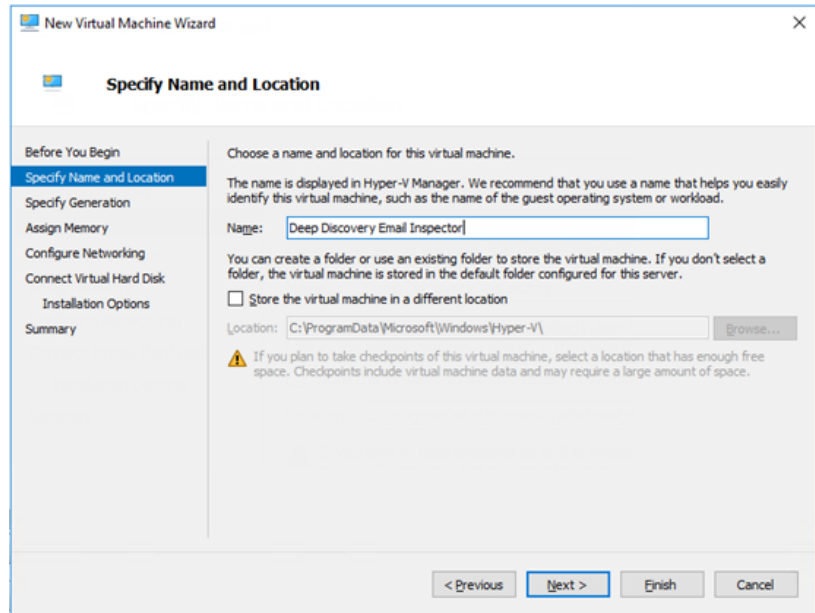 New Virtual Machine Wizard
Specify Name and Location
Before You Begin
Specify Name and Location
Specify Generation
Assign Memory
Configure Networking
Connect Virtual Hard Disk
Installation Options
Summary
Choose a name and location for this virtual machine.
The name is displayed in Hyper-V Manager. We recommend that you use a name that helps you easily
identify this virtual machine, such as the name of the guest operating system or workload.
Name: Deep Discovery Email Inspector
You can create a folder or use an existing folder to store the virtual machine. If you don't select a
folder, the virtual machine is stored in the default folder configured for this server.
Store the virtual machine in a different location
Location: C:\ProgramData\Microsoft\Windows\Hyper-V\ Browse...
If you plan to take checkpoints of this virtual machine, select a location that has enough free
space. Checkpoints include virtual machine data and may require a large amount of space.
< Previous Next > Finish Cancel